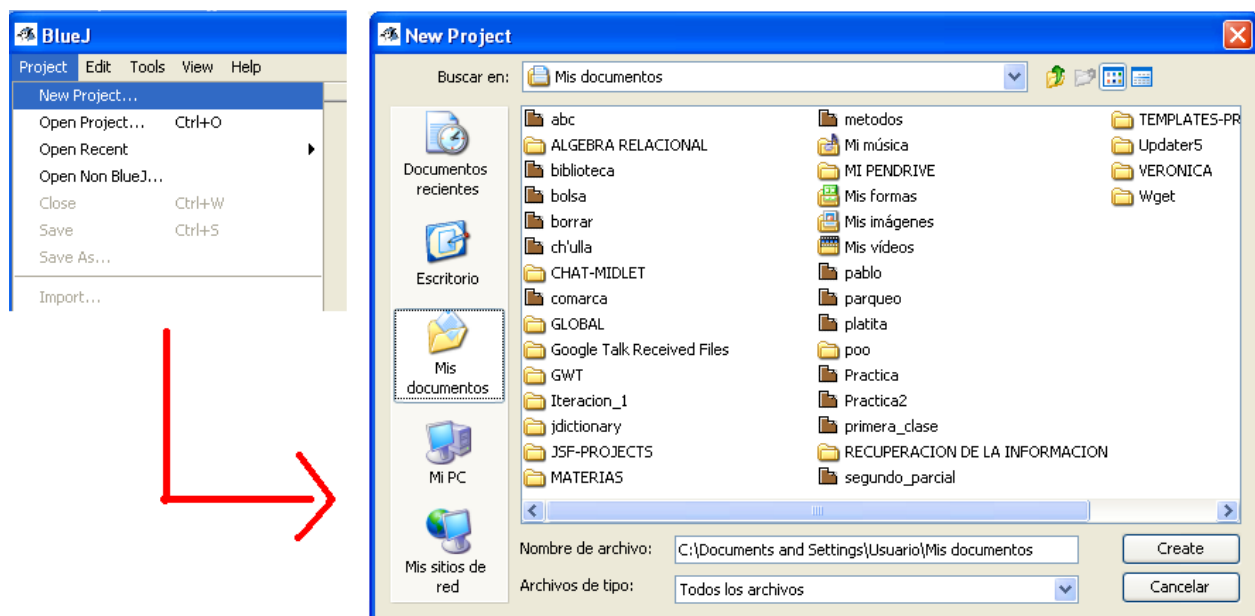 BlueJ
Project Edit Tools View Help
New Project...
Open Project... Ctrl+O
Open Recent
Open Non BlueJ...
Close Ctrl+W
Save Ctrl+S
Save As...
Import...
New Project
Buscar en: Mis documentos
Documentos
recientes
Escritorio
Mis
documentos
Mi PC
Mis sitios de
red
abc
ALGEBRA RELACIONAL
biblioteca
bolsa
borrar
ch'ulla
CHAT-MIDLET
comarca
GLOBAL
Google Talk Received Files
GWT
Iteracion_1
jdictionary
JSF-PROJECTS
MATERIAS
metodos
Mi música
MI PENDRIVE
Mis formas
Mis imágenes
Mis vídeos
pablo
parqueo
platita
poo
Practica
Practica2
primera_clase
RECUPERACION DE LA INFORMACION
segundo_parcial
TEMPLATES-PR
Updater5
VERONICA
Wget
Nombre de archivo: C:\Documents and Settings\Usuario\Mis documentos Create
Archivos de tipo: Todos los archivos Cancelar